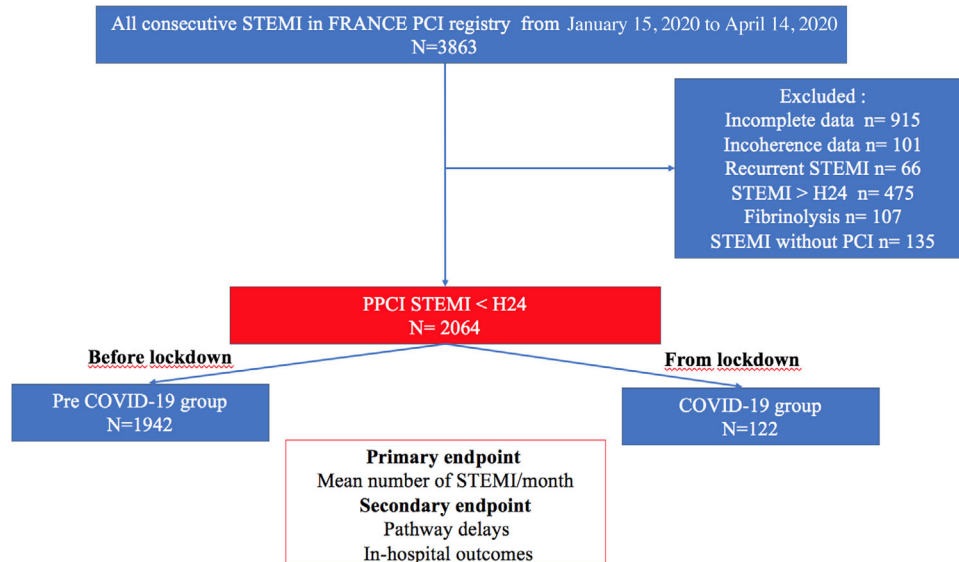 All consecutive STEMI in FRANCE PCI registry from January 15, 2020 to April 14, 2020
N=3863
Excluded :
Incomplete data n= 915
Incoherence data n= 101
Recurrent STEMI n= 66
STEMI > H24 n= 475
Fibrinolysis n= 107
STEMI without PCI n= 135
PPCI STEMI < H24
N= 2064
Before lockdown
From lockdown
Pre COVID-19 group
N=1942
COVID-19 group
N=122
Primary endpoint
Mean number of STEMI/month
Secondary endpoint
Pathway delays
In-hospital outcomes